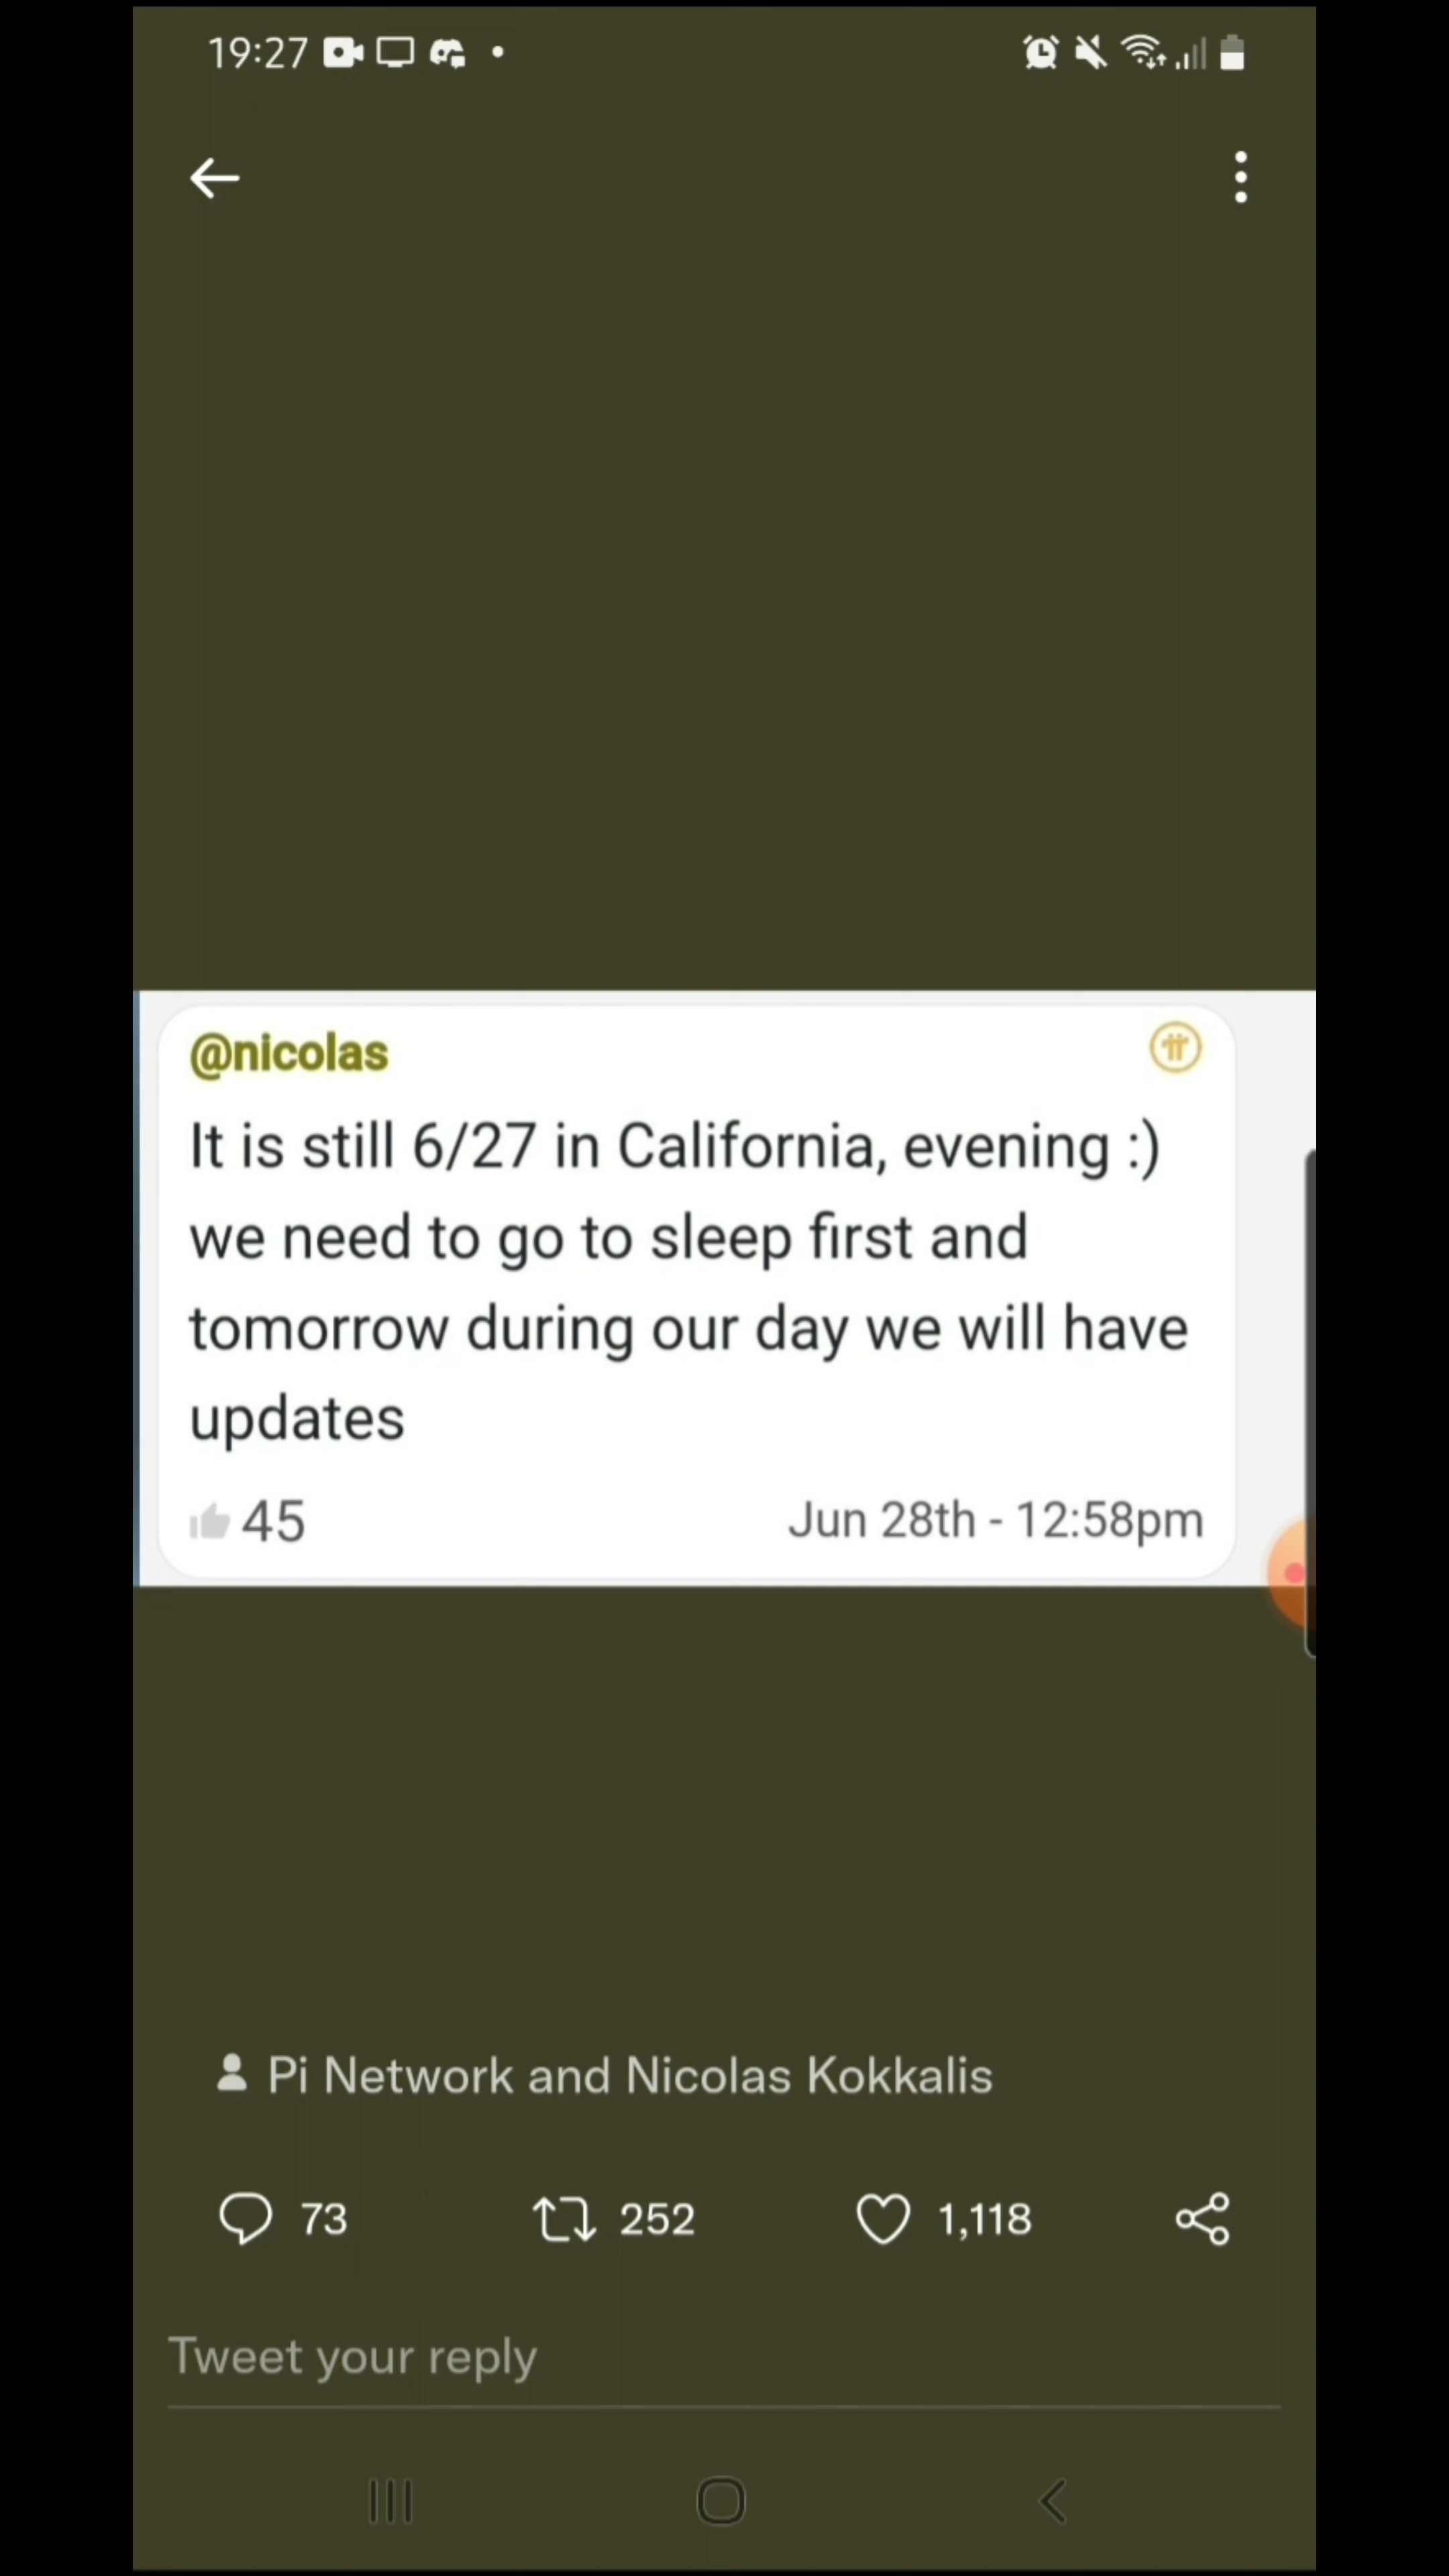 19:27
@nicolas
It is still 6/27 in California, evening :)
we need to go to sleep first and
tomorrow during our day we will have
updates
45 Jun 28th - 12:58pm
Pi Network and Nicolas Kokkalis
73 252 1,118
Tweet your reply